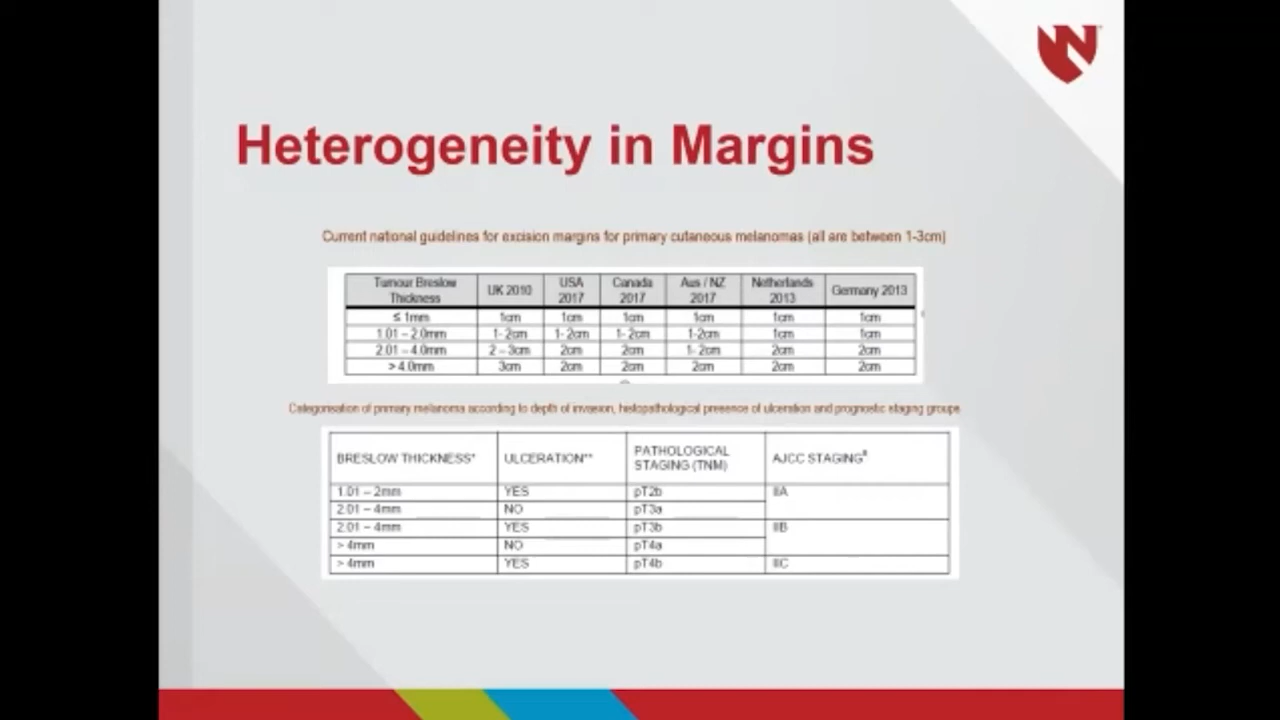 Heterogeneity in Margins
Current national guidelines for excision margins for primary cutaneous melanomas (all are between 1-3cm)
Tumour Breslow Thickness UK 2010 USA 2017 Canada 2017 Aus / NZ 2017 Netherlands 2013 Germany 2013
≤ 1mm 1cm 1cm 1cm 1cm 1cm 1cm
1.01 – 2.0mm 1- 2cm 1- 2cm 1- 2cm 1-2cm 1cm 1cm
2.01 – 4.0mm 2 – 3cm 2cm 2cm 1- 2cm 2cm 2cm
> 4.0mm 3cm 2cm 2cm 2cm 2cm 2cm
Categorisation of primary melanoma according to depth of invasion, histopathological presence of ulceration and prognostic staging groups
BRESLOW THICKNESS* ULCERATION** PATHOLOGICAL STAGING (TNM) AJCC STAGING
1.01 – 2mm YES pT2b IIA
2.01 – 4mm NO pT3a
2.01 – 4mm YES pT3b IIB
> 4mm NO pT4a
> 4mm YES pT4b IIC